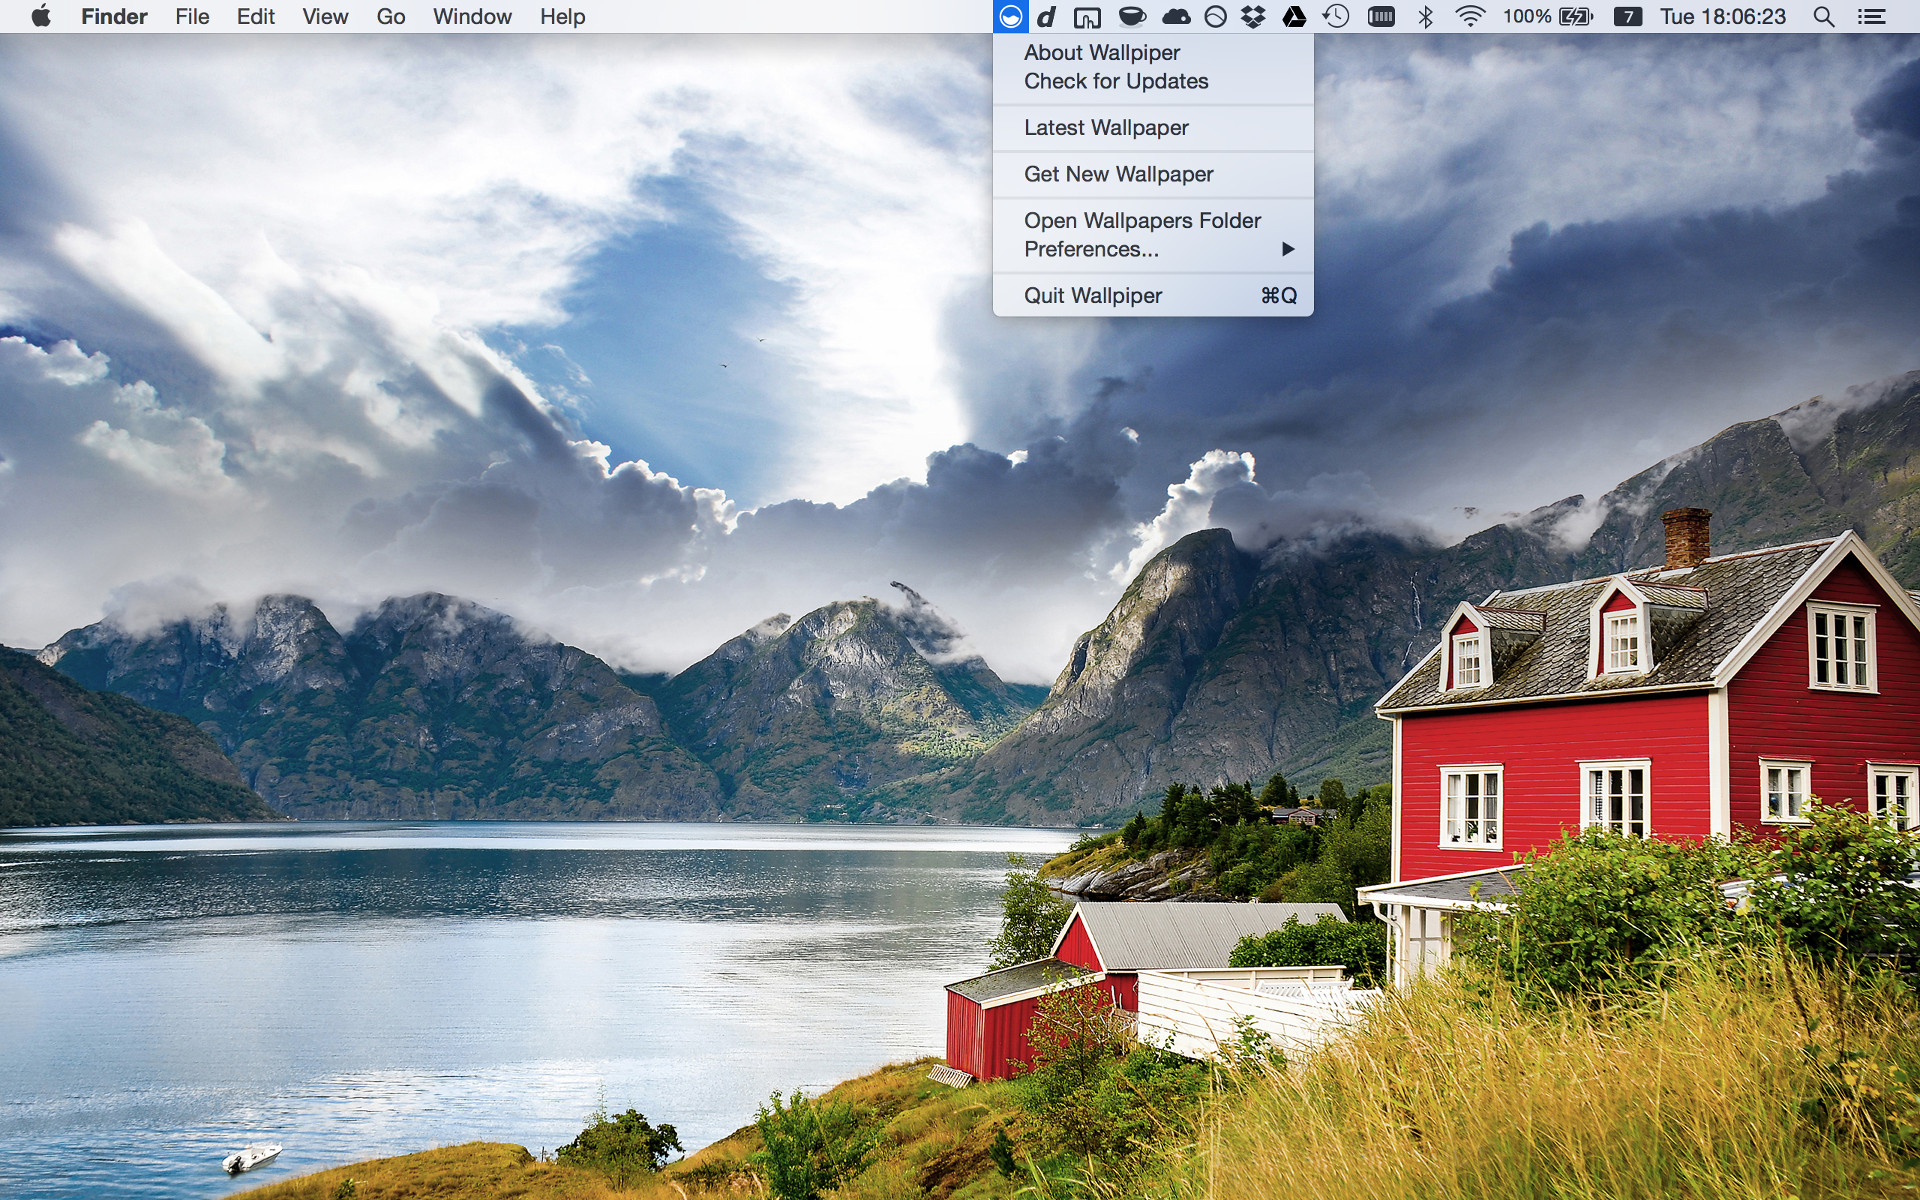 Finder File Edit View Go Window Help 100% 7 Tue 18:06:23
About Wallpiper
Check for Updates
Latest Wallpaper
Get New Wallpaper
Open Wallpapers Folder
Preferences...
Quit Wallpiper ⌘Q